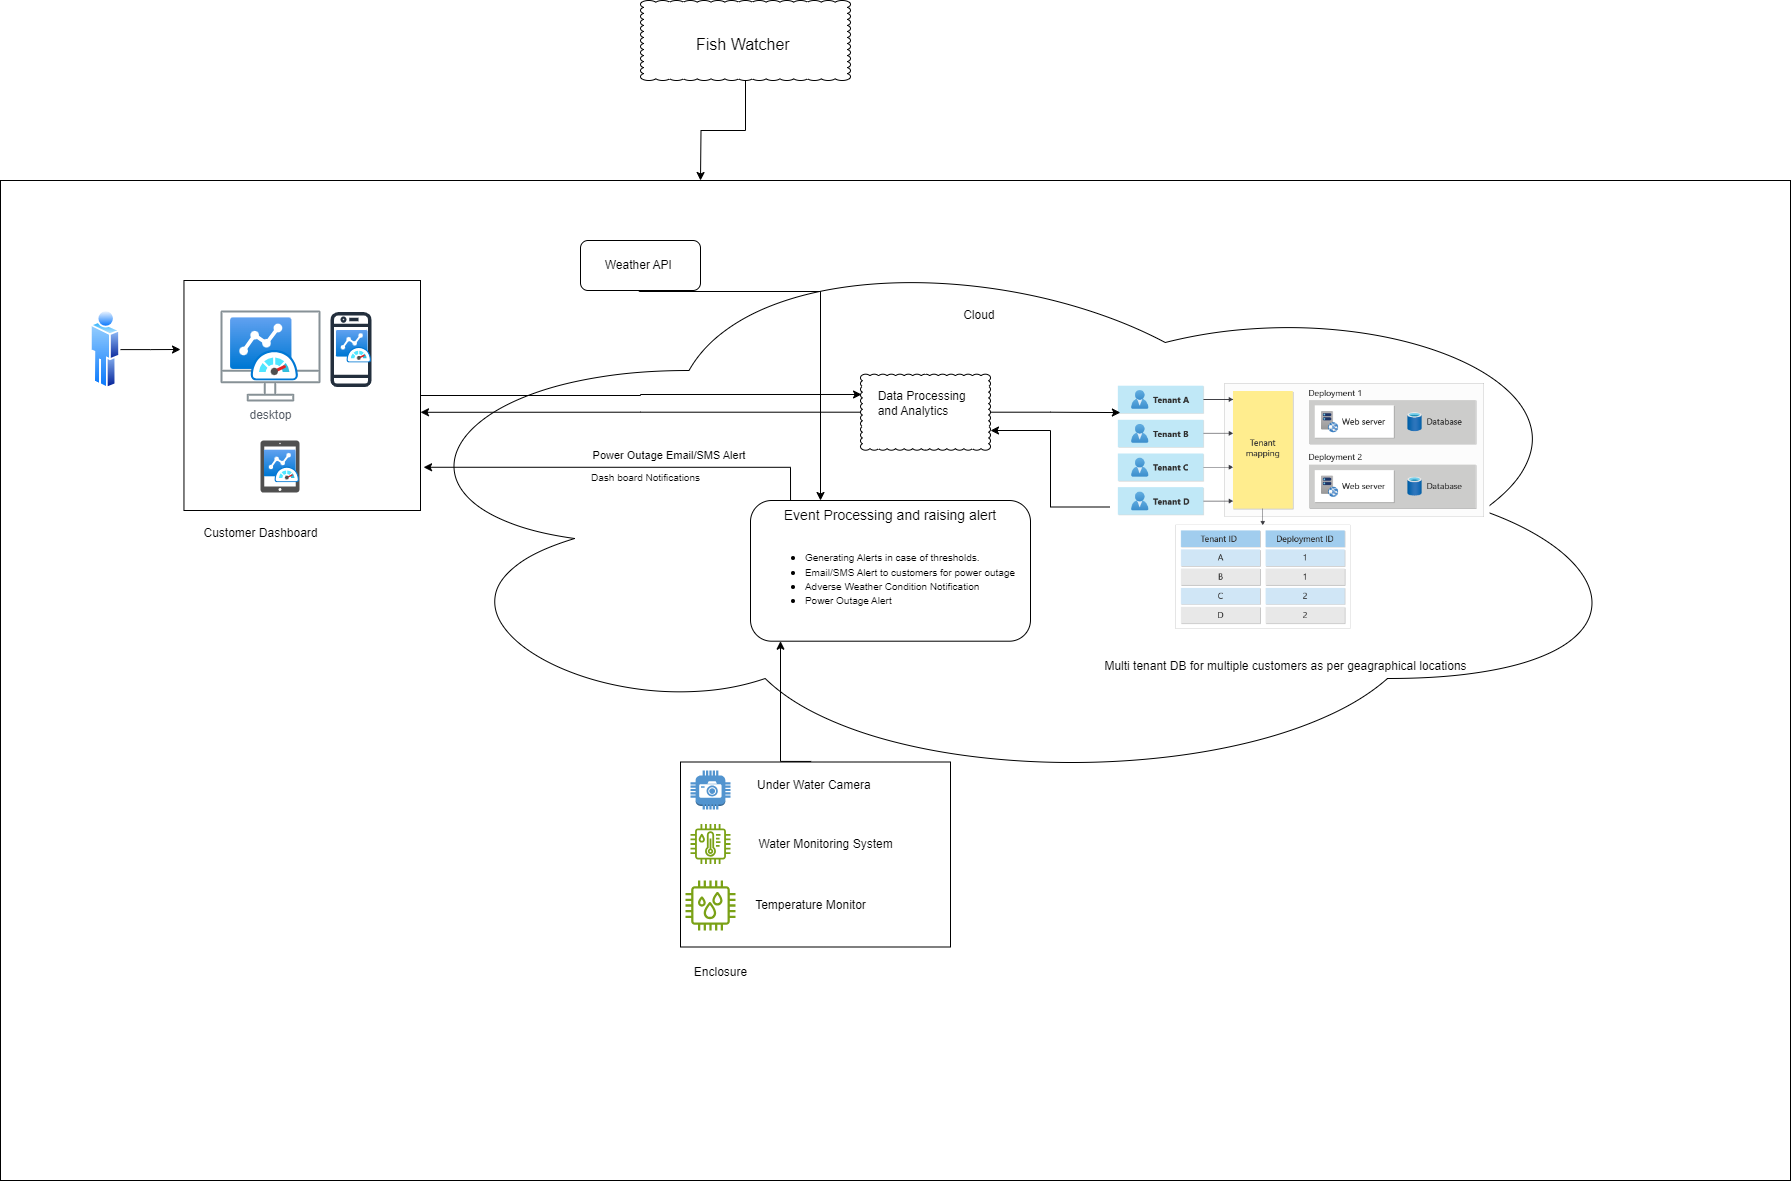 Fish Watcher
Weather API
Cloud
desktop
Customer Dashboard
Data Processing
and Analytics
Power Outage Email/SMS Alert
Dash board Notifications
Event Processing and raising alert
Generating Alerts in case of thresholds.
Email/SMS Alert to customers for power outage
Adverse Weather Condition Notification
Power Outage Alert
Tenant A
Tenant B
Tenant C
Tenant D
Tenant
mapping
Deployment 1
Web server
Database
Deployment 2
Web server
Database
Tenant ID Deployment ID
A 1
B 1
C 2
D 2
Multi tenant DB for multiple customers as per geagraphical locations
Under Water Camera
Water Monitoring System
Temperature Monitor
Enclosure